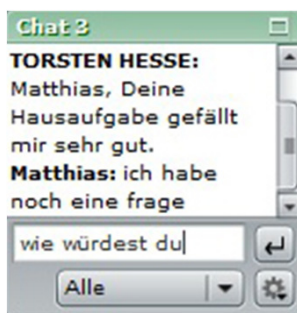 Chat 3
TORSTEN HESSE:
Matthias, Deine
Hausaufgabe gefällt
mir sehr gut.
Matthias: ich habe
noch eine frage
wie würdest du
Alle